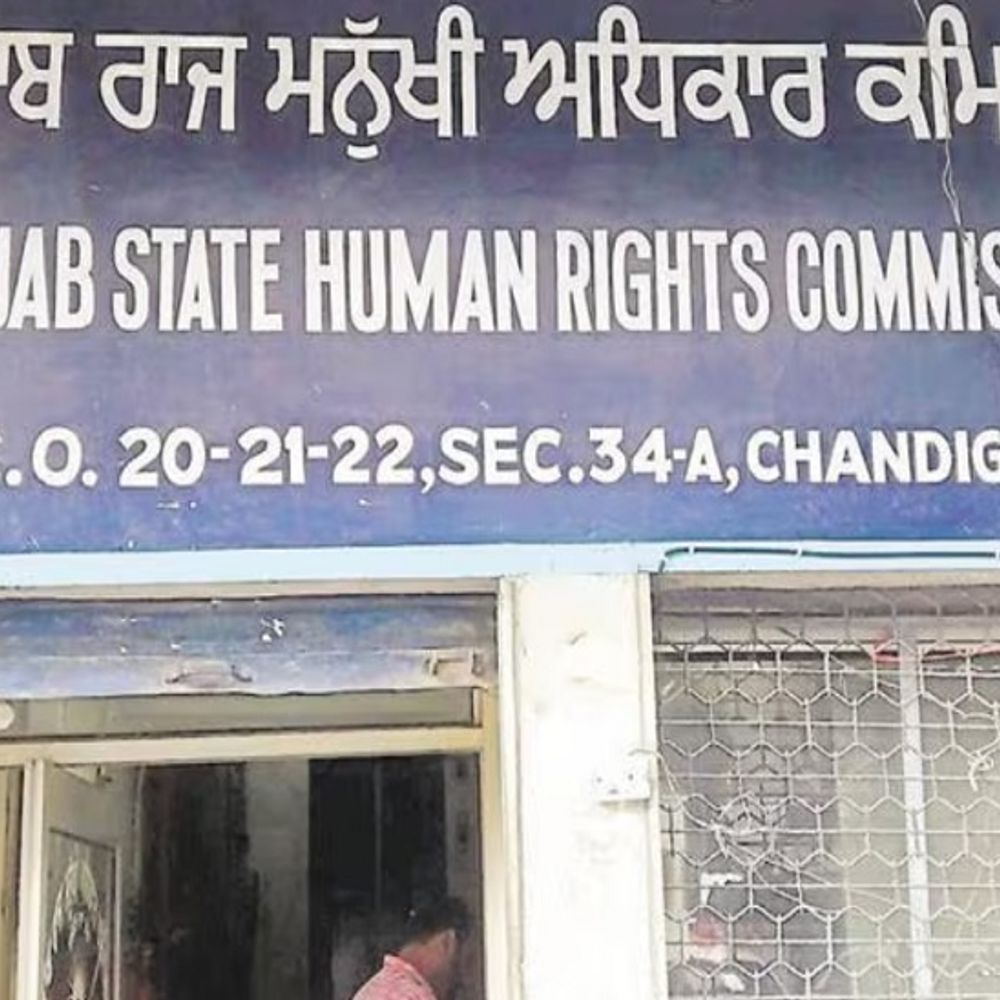 ਾਬ ਰਾਜ ਮਨੁੱਖੀ ਅਧਿਕਾਰ ਕਮਿ
JAB STATE HUMAN RIGHTS COMMIS
.O. 20-21-22,SEC.34-A,CHANDIG